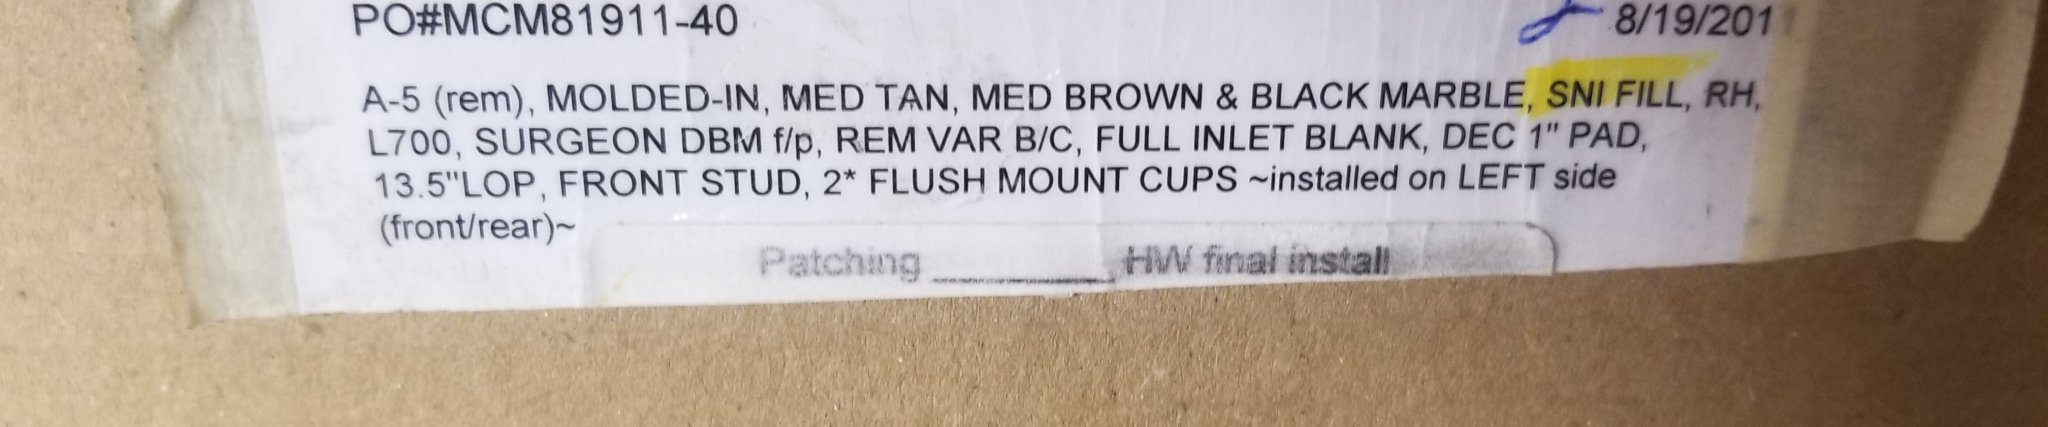 PO#MCM81911-40 8/19/2011
A-5 (rem), MOLDED-IN, MED TAN, MED BROWN & BLACK MARBLE, SNI FILL, RH,
L700, SURGEON DBM f/p, REM VAR B/C, FULL INLET BLANK, DEC 1" PAD,
13.5"LOP, FRONT STUD, 2* FLUSH MOUNT CUPS ~installed on LEFT side
(front/rear)~
Patching ________ HW final install